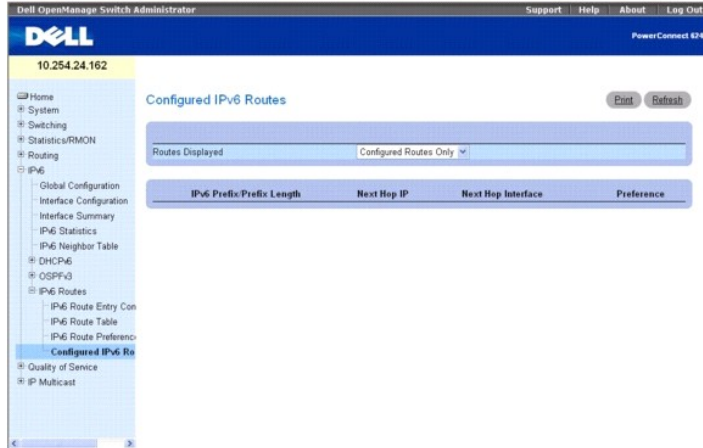 Dell OpenManage Switch Administrator
Support Help About Log Out
DELL
PowerConnect 624
10.254.24.162
Home
System
Switching
Statistics/RMON
Routing
IPv6
Global Configuration
Interface Configuration
Interface Summary
IPv6 Statistics
IPv6 Neighbor Table
DHCPv6
OSPFv3
IPv6 Routes
IPv6 Route Entry Con
IPv6 Route Table
IPv6 Route Preference
Configured IPv6 Ro
Quality of Service
IP Multicast
Configured IPv6 Routes
Print Refresh
Routes Displayed Configured Routes Only
IPv6 Prefix/Prefix Length Next Hop IP Next Hop Interface Preference